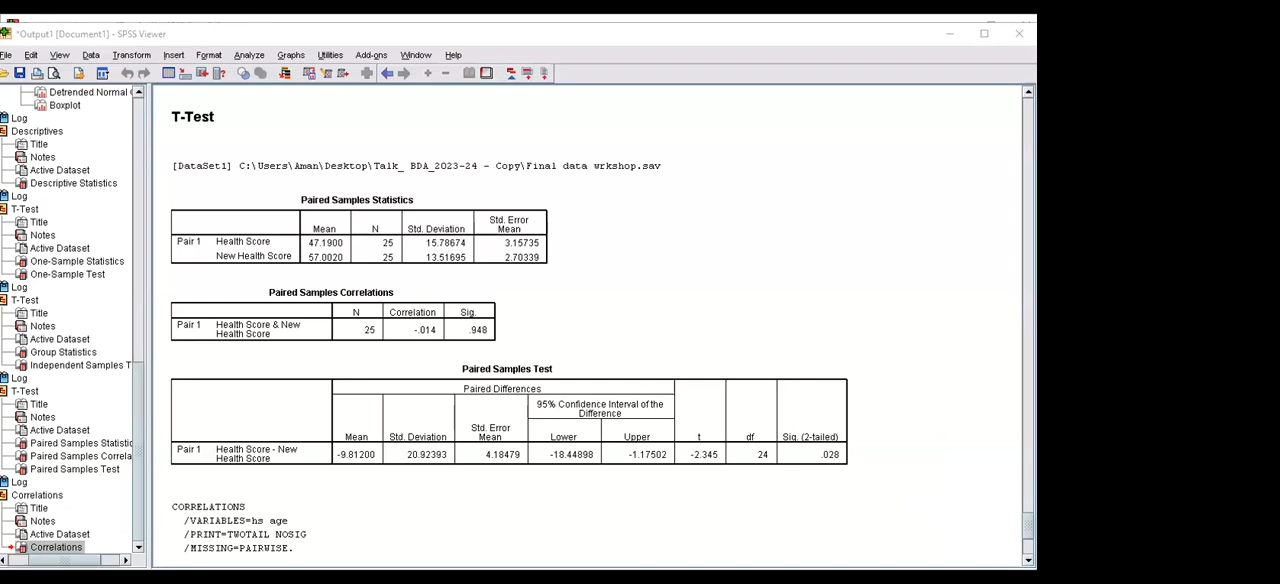 *Output1 [Document1] - SPSS Viewer
File Edit View Data Transform Insert Format Graphs Analyze Utilities Add-ons Window Help
Detrended Normal
Boxplot
Log
Descriptives
Title
Notes
Active Dataset
Descriptive Statistics
Log
T-Test
Title
Notes
Active Dataset
One-Sample Statistics
One-Sample Test
Log
T-Test
Title
Notes
Active Dataset
Group Statistics
Independent Samples T
Log
T-Test
Title
Notes
Active Dataset
Paired Samples Statistic
Paired Samples Correla
Paired Samples Test
Log
Correlations
Title
Notes
Active Dataset
Correlations
T-Test
[DataSet1] C:\Users\Aman\Desktop\Talk_ BDA_2023-24 - Copy\Final data wrkshop.sav
Paired Samples Statistics
Mean N Std. Deviation Std. Error Mean
Pair 1 Health Score 47.1900 25 15.78674 3.15735
New Health Score 57.0020 25 13.51695 2.70339
Paired Samples Correlations
N Correlation Sig.
Pair 1 Health Score & New Health Score 25 -.014 .948
Paired Samples Test
Paired Differences
95% Confidence Interval of the Difference
Mean Std. Deviation Std. Error Mean Lower Upper t df Sig. (2-tailed)
Pair 1 Health Score - New Health Score -9.81200 20.92393 4.18479 -18.44898 -1.17502 -2.345 24 .028
CORRELATIONS
/VARIABLES=hs age
/PRINT=TWOTAIL NOSIG
/MISSING=PAIRWISE.